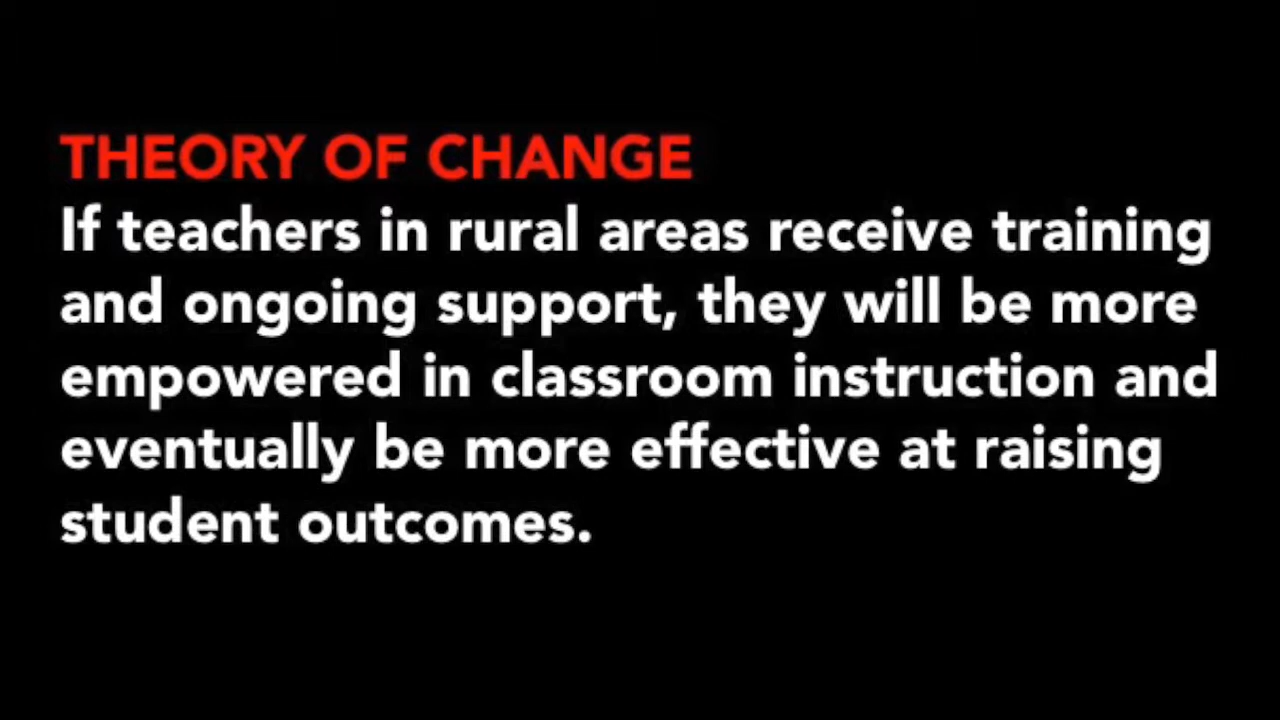 THEORY OF CHANGE
If teachers in rural areas receive training
and ongoing support, they will be more
empowered in classroom instruction and
eventually be more effective at raising
student outcomes.